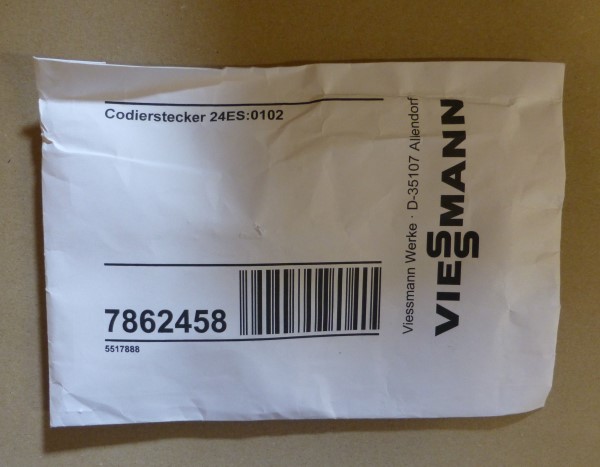 Codierstecker 24ES:0102
7862458
5517888
Viessmann Werke · D-35107 Allendorf
VIESSMANN